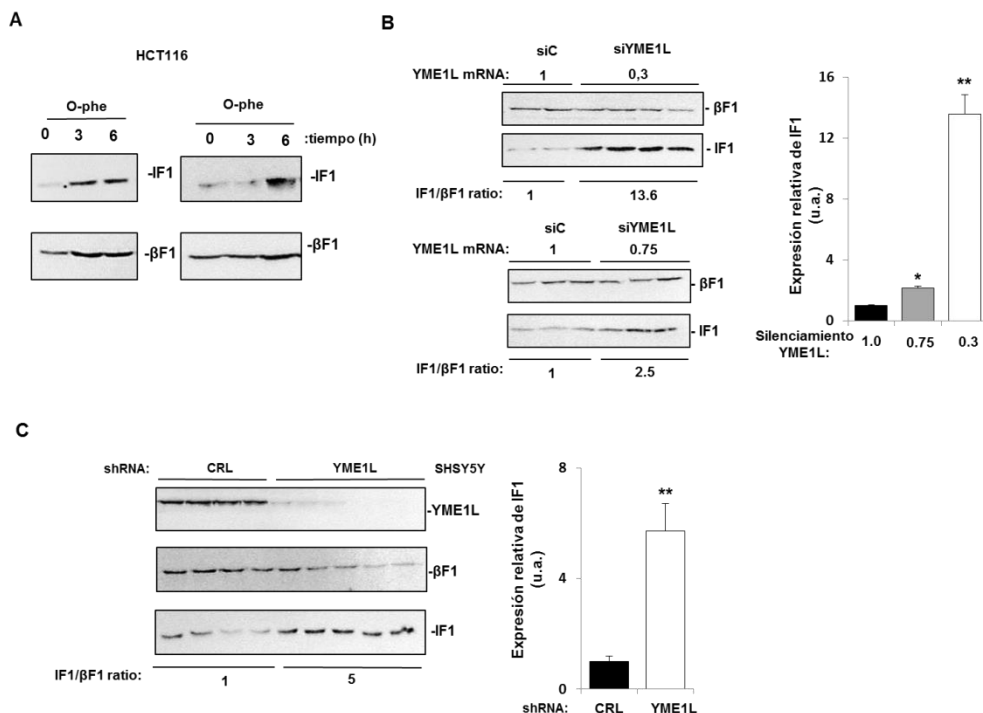 A
HCT116
O-phe
0 3 6
-IF1
-βF1
O-phe
0 3 6 :tiempo (h)
-IF1
-βF1
B
siC siYME1L
YME1L mRNA: 1 0,3
- βF1
- IF1
IF1/βF1 ratio: 1 13.6
siC siYME1L
YME1L mRNA: 1 0.75
- βF1
- IF1
IF1/βF1 ratio: 1 2.5
Expresión relativa de IF1
(u.a.)
16
12
8
4
0
*
**
Silenciamiento
YME1L: 1.0 0.75 0.3
C
shRNA: CRL YME1L SHSY5Y
-YME1L
-βF1
-IF1
IF1/βF1 ratio: 1 5
Expresión relativa de IF1
(u.a.)
8
4
0
**
shRNA: CRL YME1L